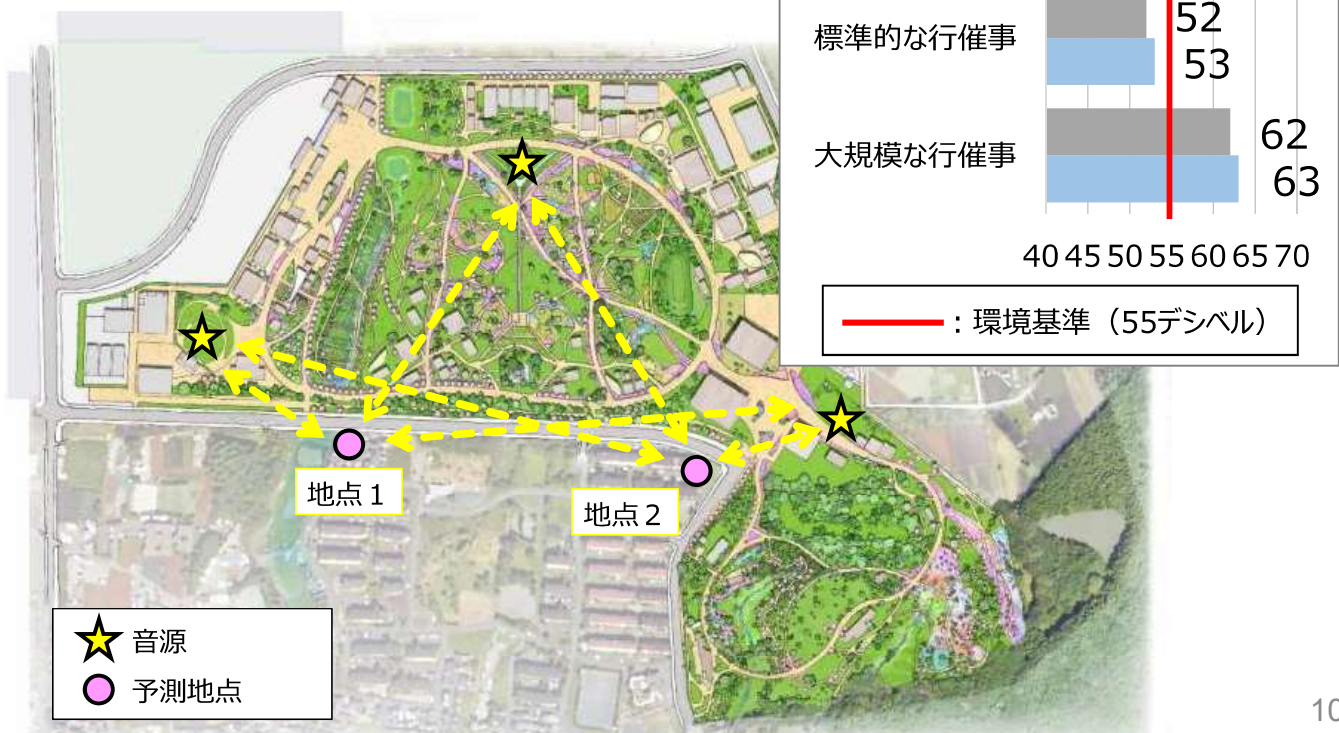 標準的な行催事
52
53
大規模な行催事
62
63
40 45 50 55 60 65 70
：環境基準（55デシベル）
地点１
地点２
音源
予測地点
10